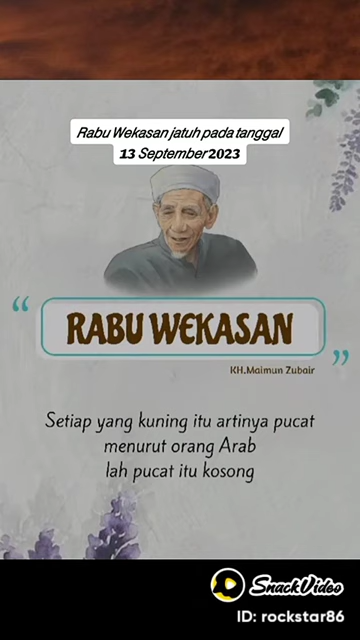 Rabu Wekasan jatuh pada tanggal
13 September 2023
“
RABU WEKASAN
”
KH.Maimun Zubair
Setiap yang kuning itu artinya pucat
menurut orang Arab
lah pucat itu kosong
SnackVideo
ID: rockstar86